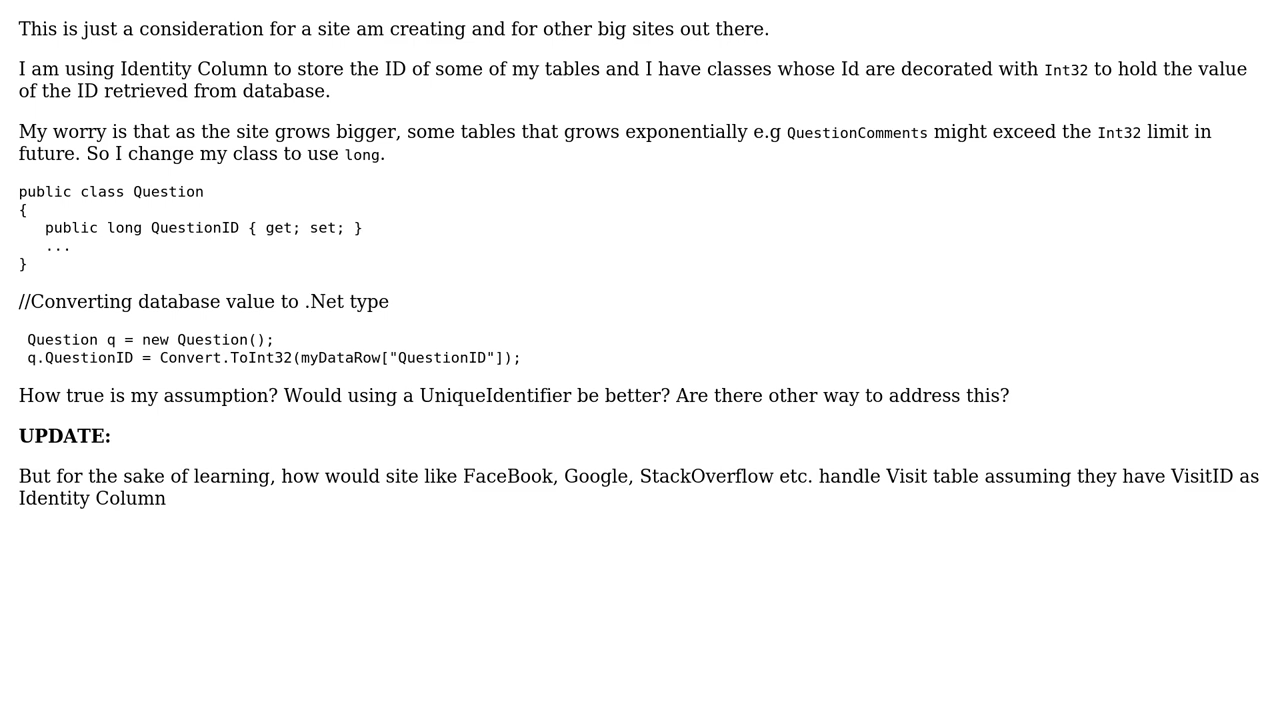 This is just a consideration for a site am creating and for other big sites out there.
I am using Identity Column to store the ID of some of my tables and I have classes whose Id are decorated with Int32 to hold the value
of the ID retrieved from database.
My worry is that as the site grows bigger, some tables that grows exponentially e.g QuestionComments might exceed the Int32 limit in
future. So I change my class to use long.
public class Question
{
   public long QuestionID { get; set; }
   ...
}
//Converting database value to .Net type
Question q = new Question();
q.QuestionID = Convert.ToInt32(myDataRow["QuestionID"]);
How true is my assumption? Would using a UniqueIdentifier be better? Are there other way to address this?
UPDATE:
But for the sake of learning, how would site like FaceBook, Google, StackOverflow etc. handle Visit table assuming they have VisitID as
Identity Column